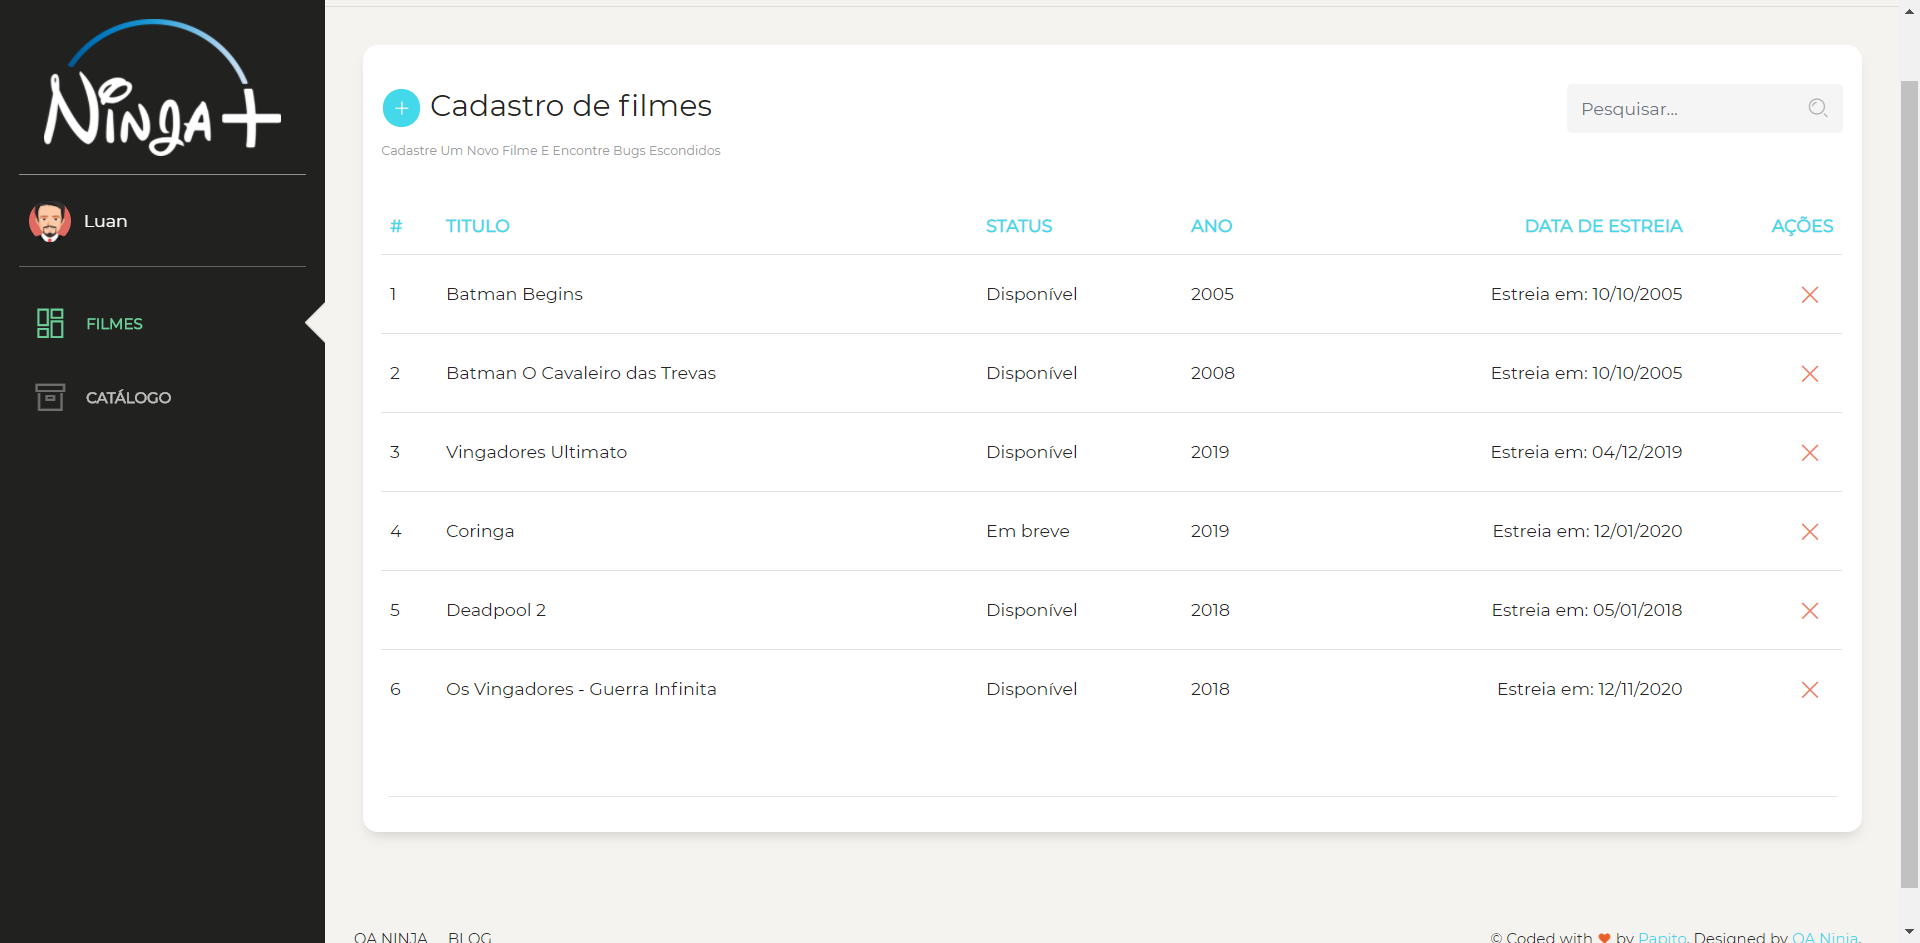 Ninja+
Luan
FILMES
CATÁLOGO
+ Cadastro de filmes
Pesquisar...
Cadastre Um Novo Filme E Encontre Bugs Escondidos
# TITULO STATUS ANO DATA DE ESTREIA AÇÕES
1 Batman Begins Disponível 2005 Estreia em: 10/10/2005
2 Batman O Cavaleiro das Trevas Disponível 2008 Estreia em: 10/10/2005
3 Vingadores Ultimato Disponível 2019 Estreia em: 04/12/2019
4 Coringa Em breve 2019 Estreia em: 12/01/2020
5 Deadpool 2 Disponível 2018 Estreia em: 05/01/2018
6 Os Vingadores - Guerra Infinita Disponível 2018 Estreia em: 12/11/2020
QA NINJA BLOG © Coded with ♥ by Papito. Designed by QA Ninja.